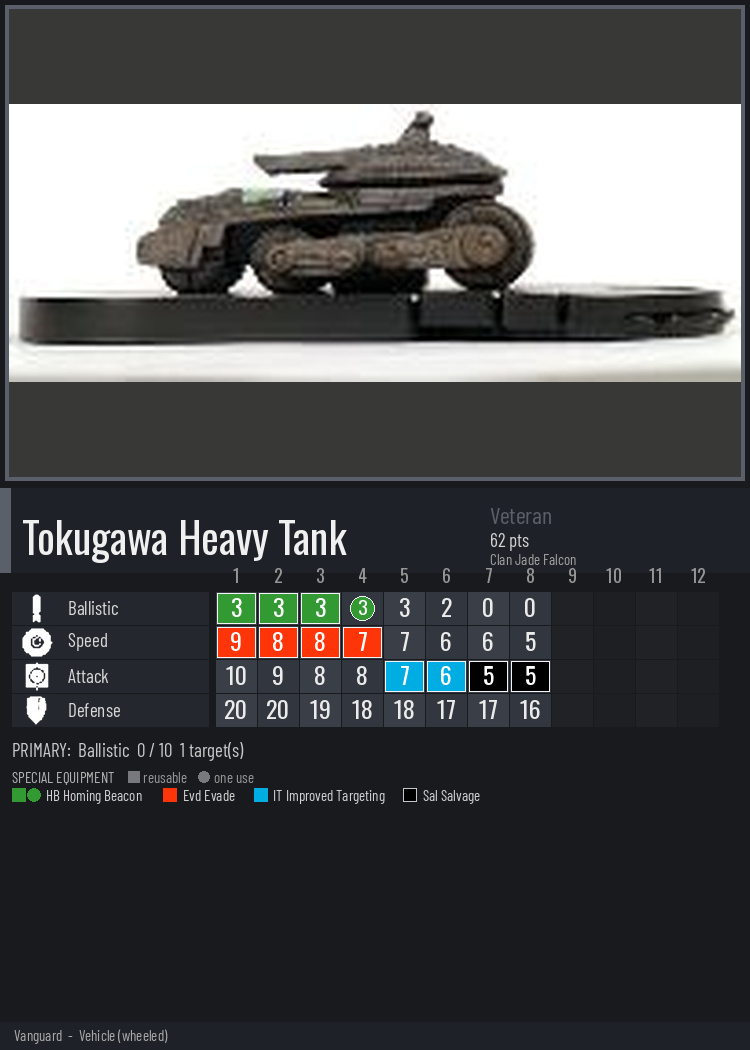 Tokugawa Heavy Tank
Veteran
62 pts
Clan Jade Falcon
1 2 3 4 5 6 7 8 9 10 11 12
Ballistic 3 3 3 3 3 2 0 0
Speed 9 8 8 7 7 6 6 5
Attack 10 9 8 8 7 6 5 5
Defense 20 20 19 18 18 17 17 16
PRIMARY: Ballistic 0 / 10 1 target(s)
SPECIAL EQUIPMENT reusable one use
HB Homing Beacon Evd Evade IT Improved Targeting Sal Salvage
Vanguard - Vehicle (wheeled)